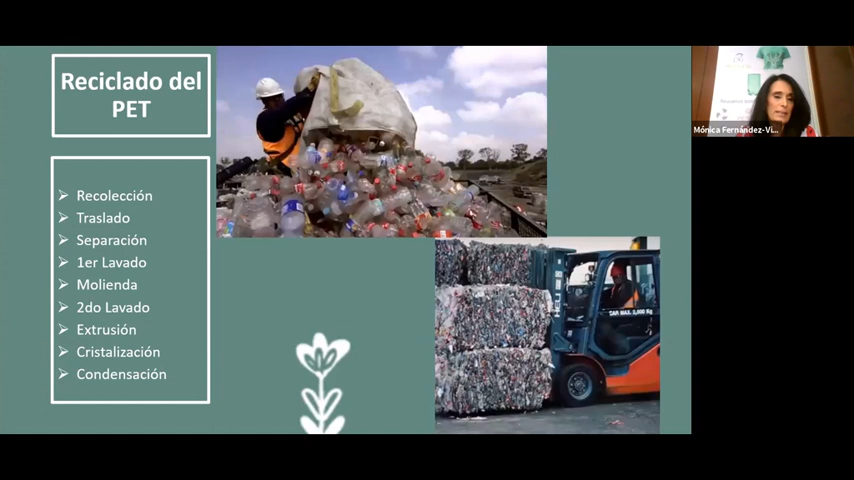 Reciclado del
PET
Recolección
Traslado
Separación
1er Lavado
Molienda
2do Lavado
Extrusión
Cristalización
Condensación
CAP. MAX. 2,000 Kg
Mónica Fernández-Vi...